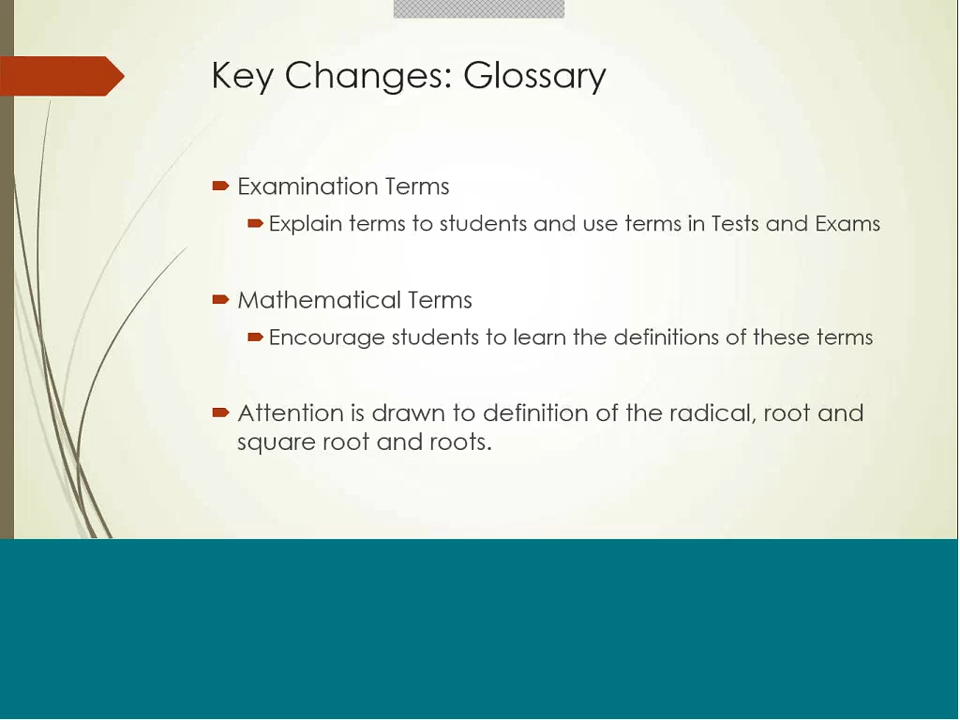 Key Changes: Glossary
Examination Terms
Explain terms to students and use terms in Tests and Exams
Mathematical Terms
Encourage students to learn the definitions of these terms
Attention is drawn to definition of the radical, root and
square root and roots.